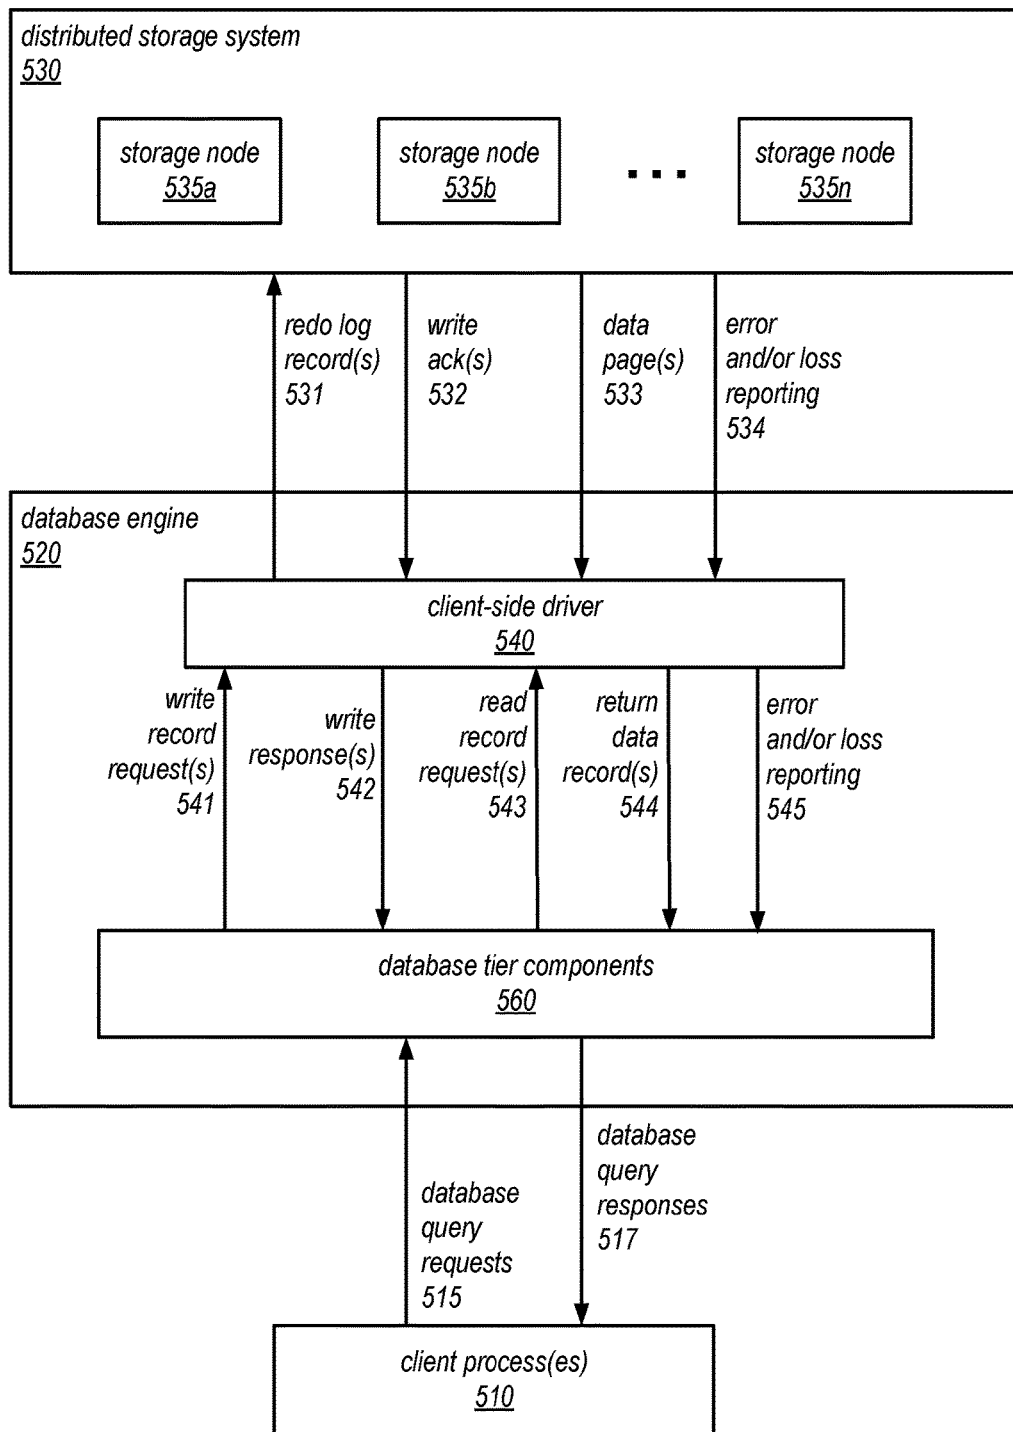 distributed storage system
530
storage node
535a
storage node
535b
storage node
535n
redo log
record(s)
531
write
ack(s)
532
data
page(s)
533
error
and/or loss
reporting
534
database engine
520
client-side driver
540
write
record
request(s)
541
write
response(s)
542
read
record
request(s)
543
return
data
record(s)
544
error
and/or loss
reporting
545
database tier components
560
database
query
requests
515
database
query
responses
517
client process(es)
510